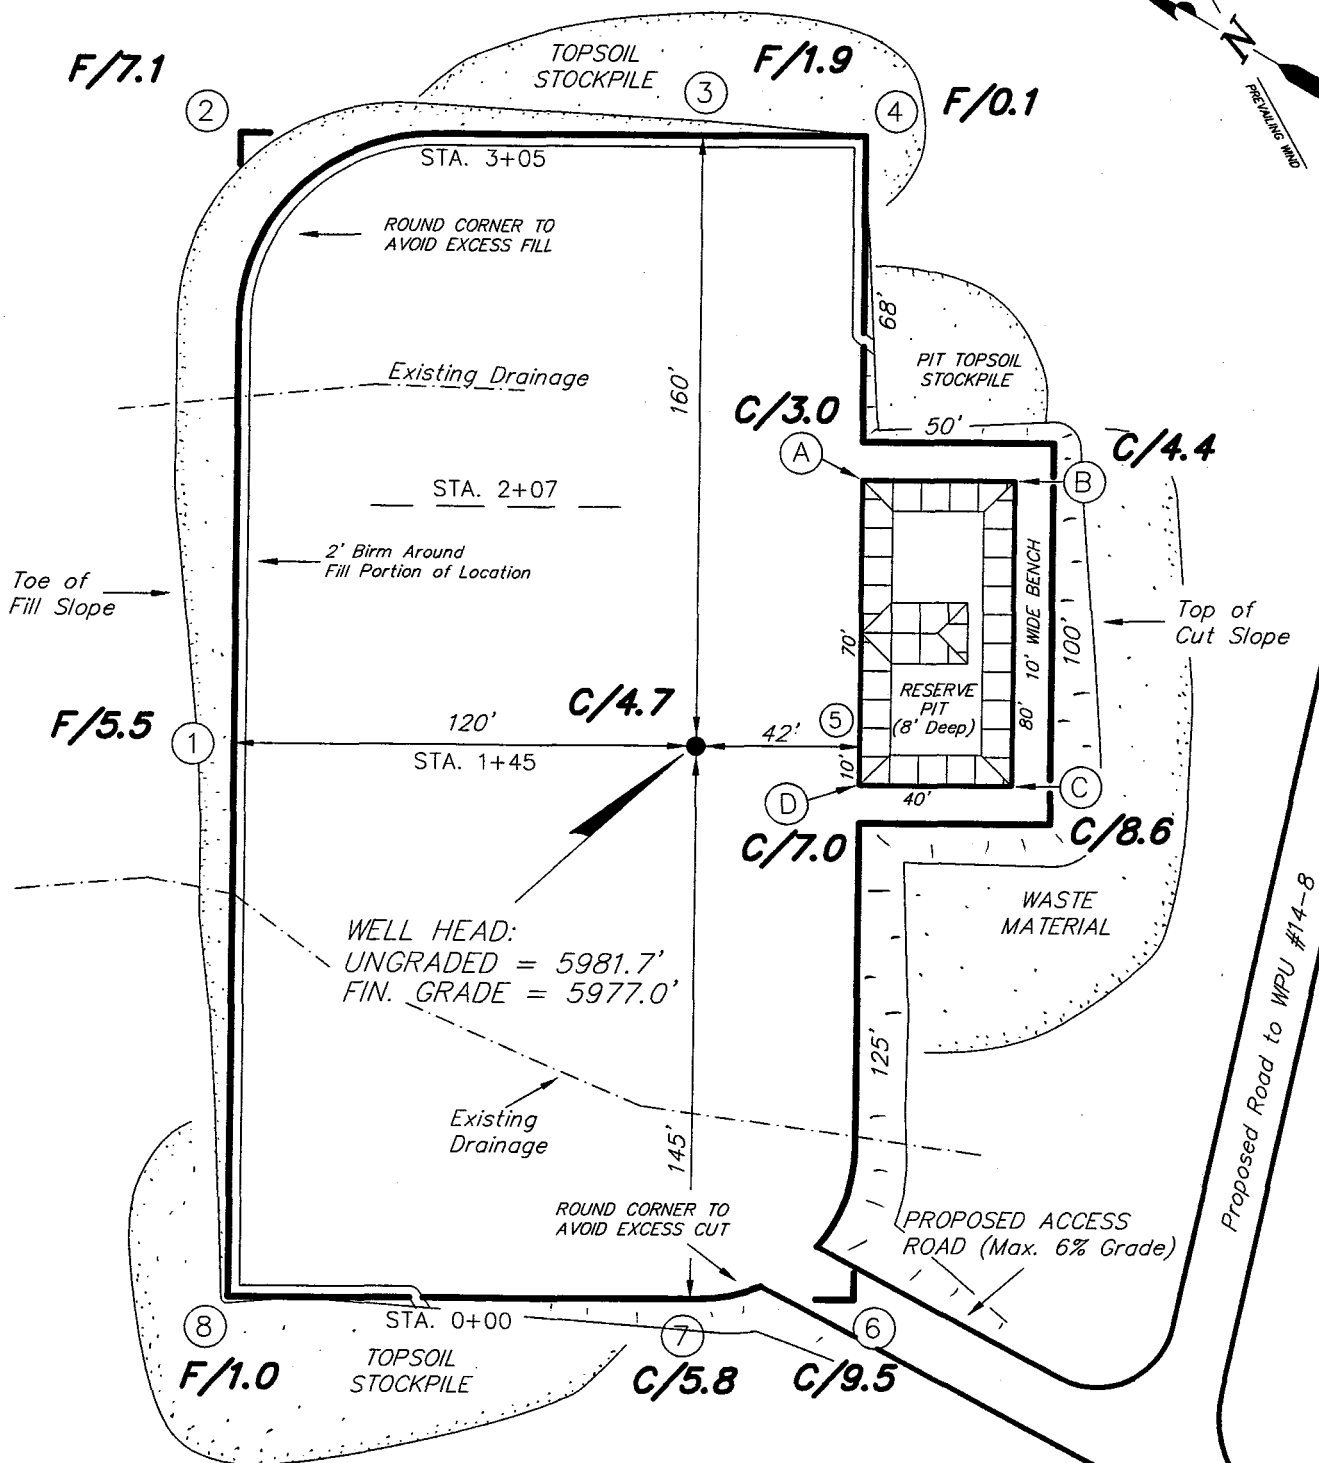 F/7.1
2
TOPSOIL
STOCKPILE
3
F/1.9
4
F/0.1
N
PREVAILING WIND
STA. 3+05
ROUND CORNER TO
AVOID EXCESS FILL
68'
Existing Drainage
160'
PIT TOPSOIL
STOCKPILE
C/3.0
50'
A
C/4.4
B
STA. 2+07
2' Birm Around
Fill Portion of Location
Toe of
Fill Slope
10' WIDE BENCH
100'
Top of
Cut Slope
70'
RESERVE
PIT
(8' Deep)
80'
F/5.5
1
120'
STA. 1+45
C/4.7
42'
5
10'
40'
D
C/7.0
C
C/8.6
WELL HEAD:
UNGRADED = 5981.7'
FIN. GRADE = 5977.0'
WASTE
MATERIAL
Proposed Road to WPU #14-8
125'
Existing
Drainage
145'
ROUND CORNER TO
AVOID EXCESS CUT
PROPOSED ACCESS
ROAD (Max. 6% Grade)
8
F/1.0
STA. 0+00
TOPSOIL
STOCKPILE
7
C/5.8
6
C/9.5